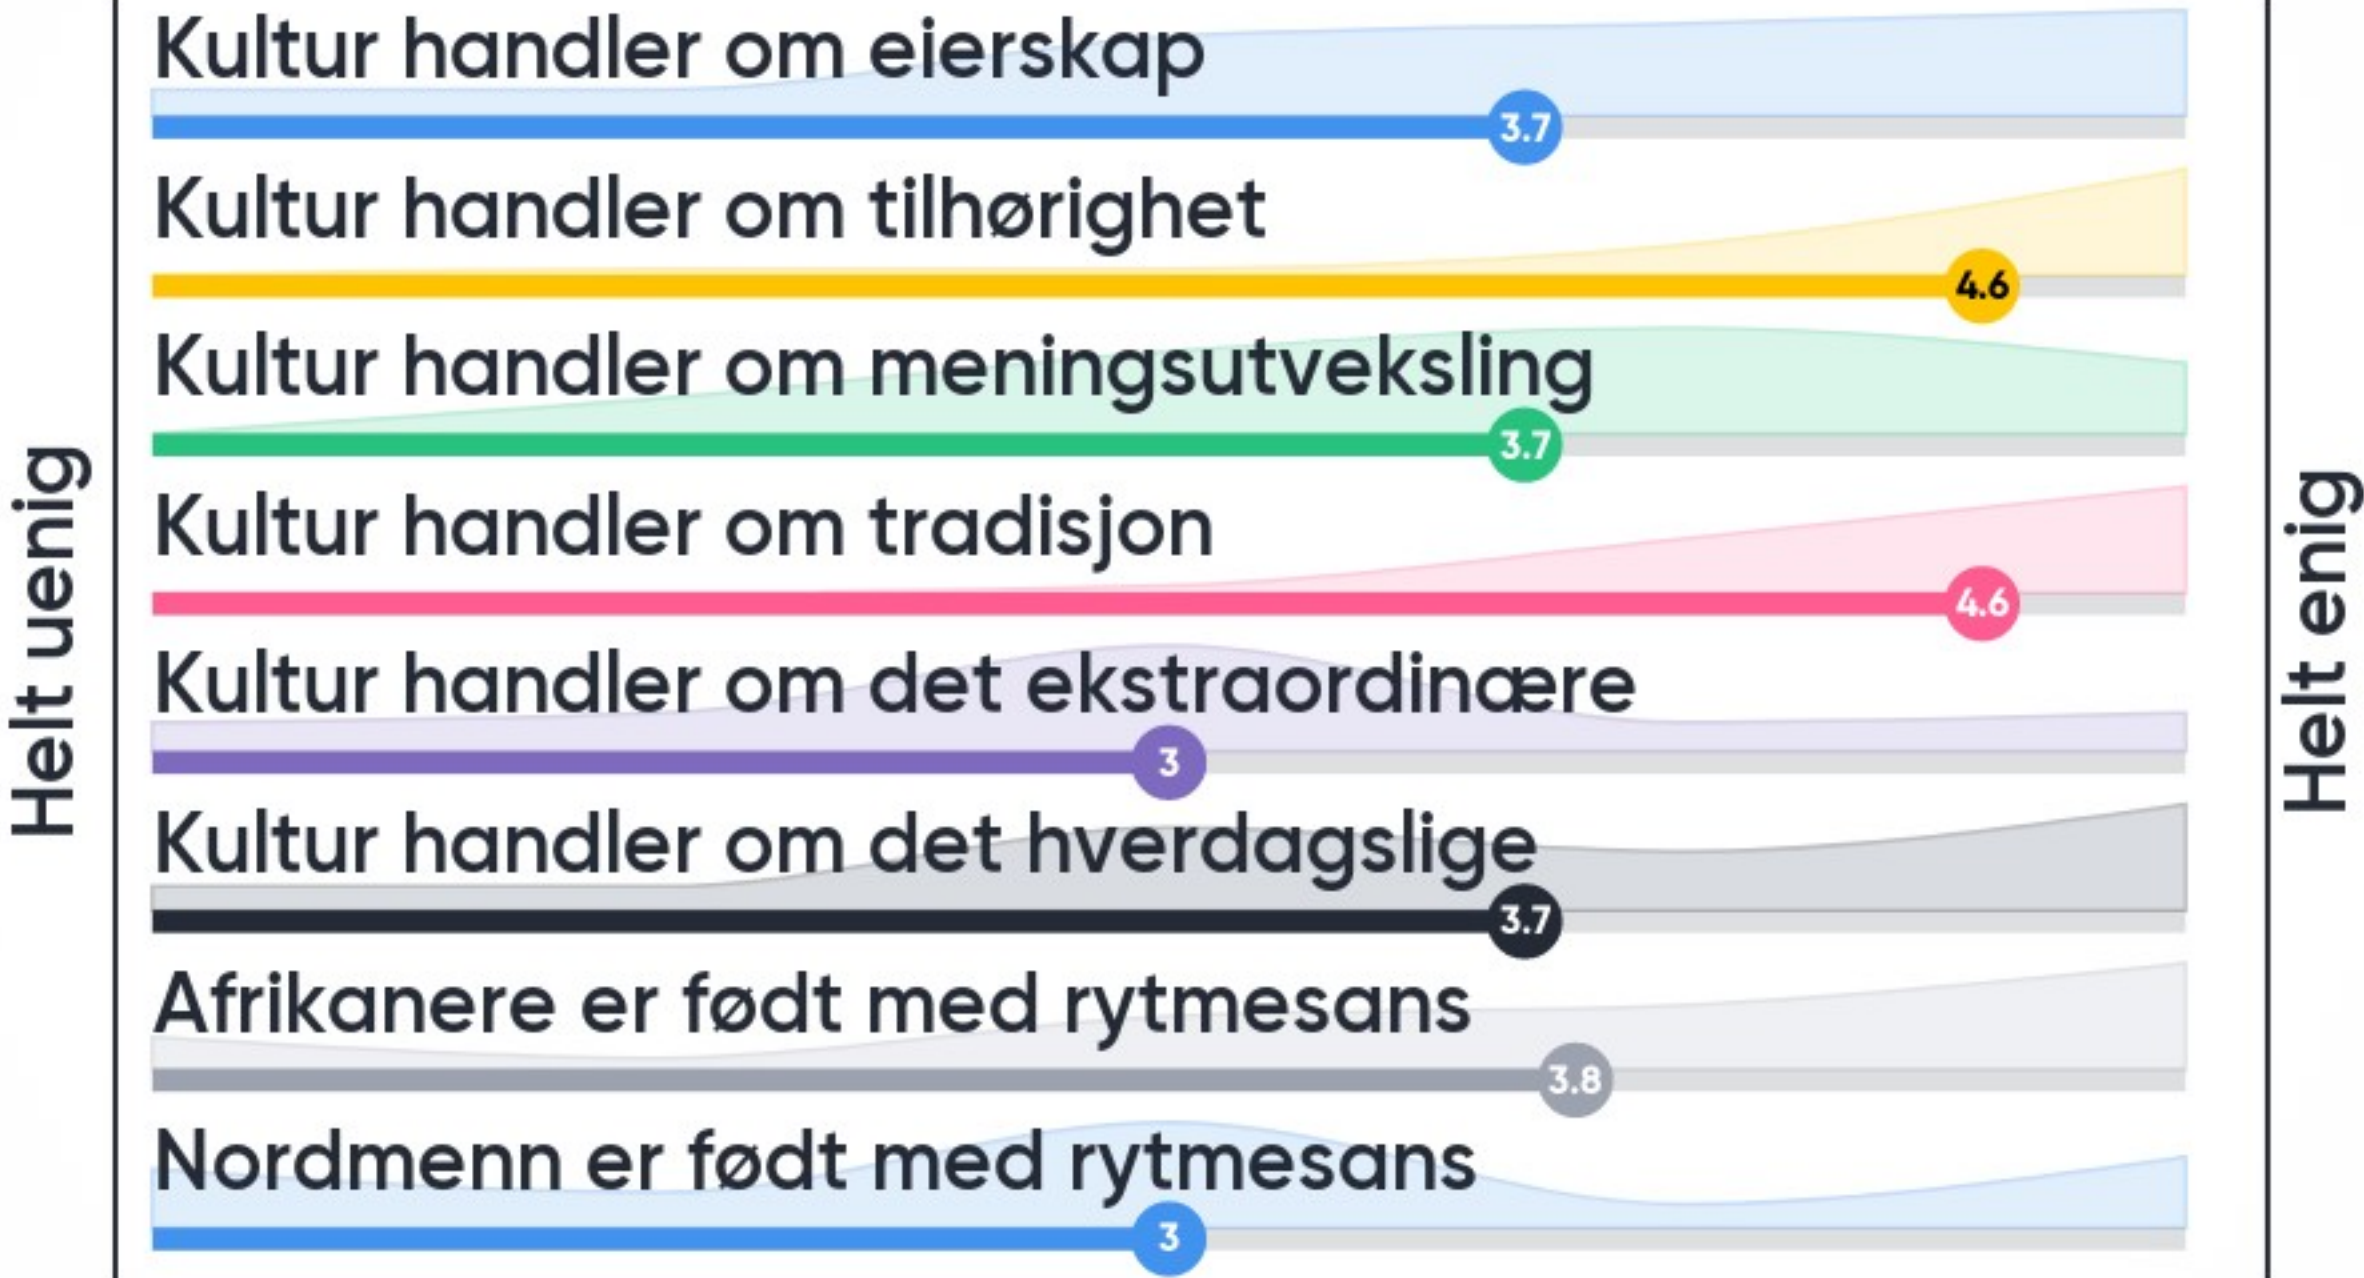 Kultur handler om eierskap
3.7
Kultur handler om tilhørighet
4.6
Kultur handler om meningsutveksling
3.7
Kultur handler om tradisjon
4.6
Kultur handler om det ekstraordinære
3
Kultur handler om det hverdagslige
3.7
Afrikanere er født med rytmesans
3.8
Nordmenn er født med rytmesans
3
Helt uenig
Helt enig